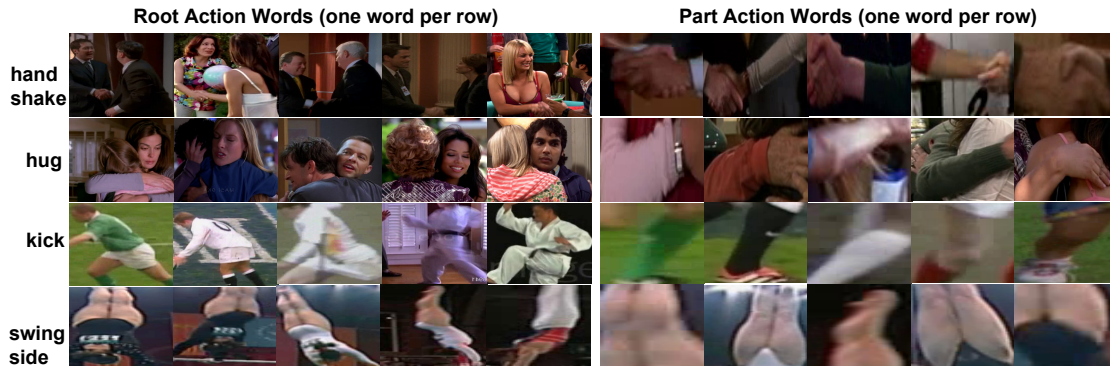 Root Action Words (one word per row)
Part Action Words (one word per row)
hand
shake
hug
kick
swing
side